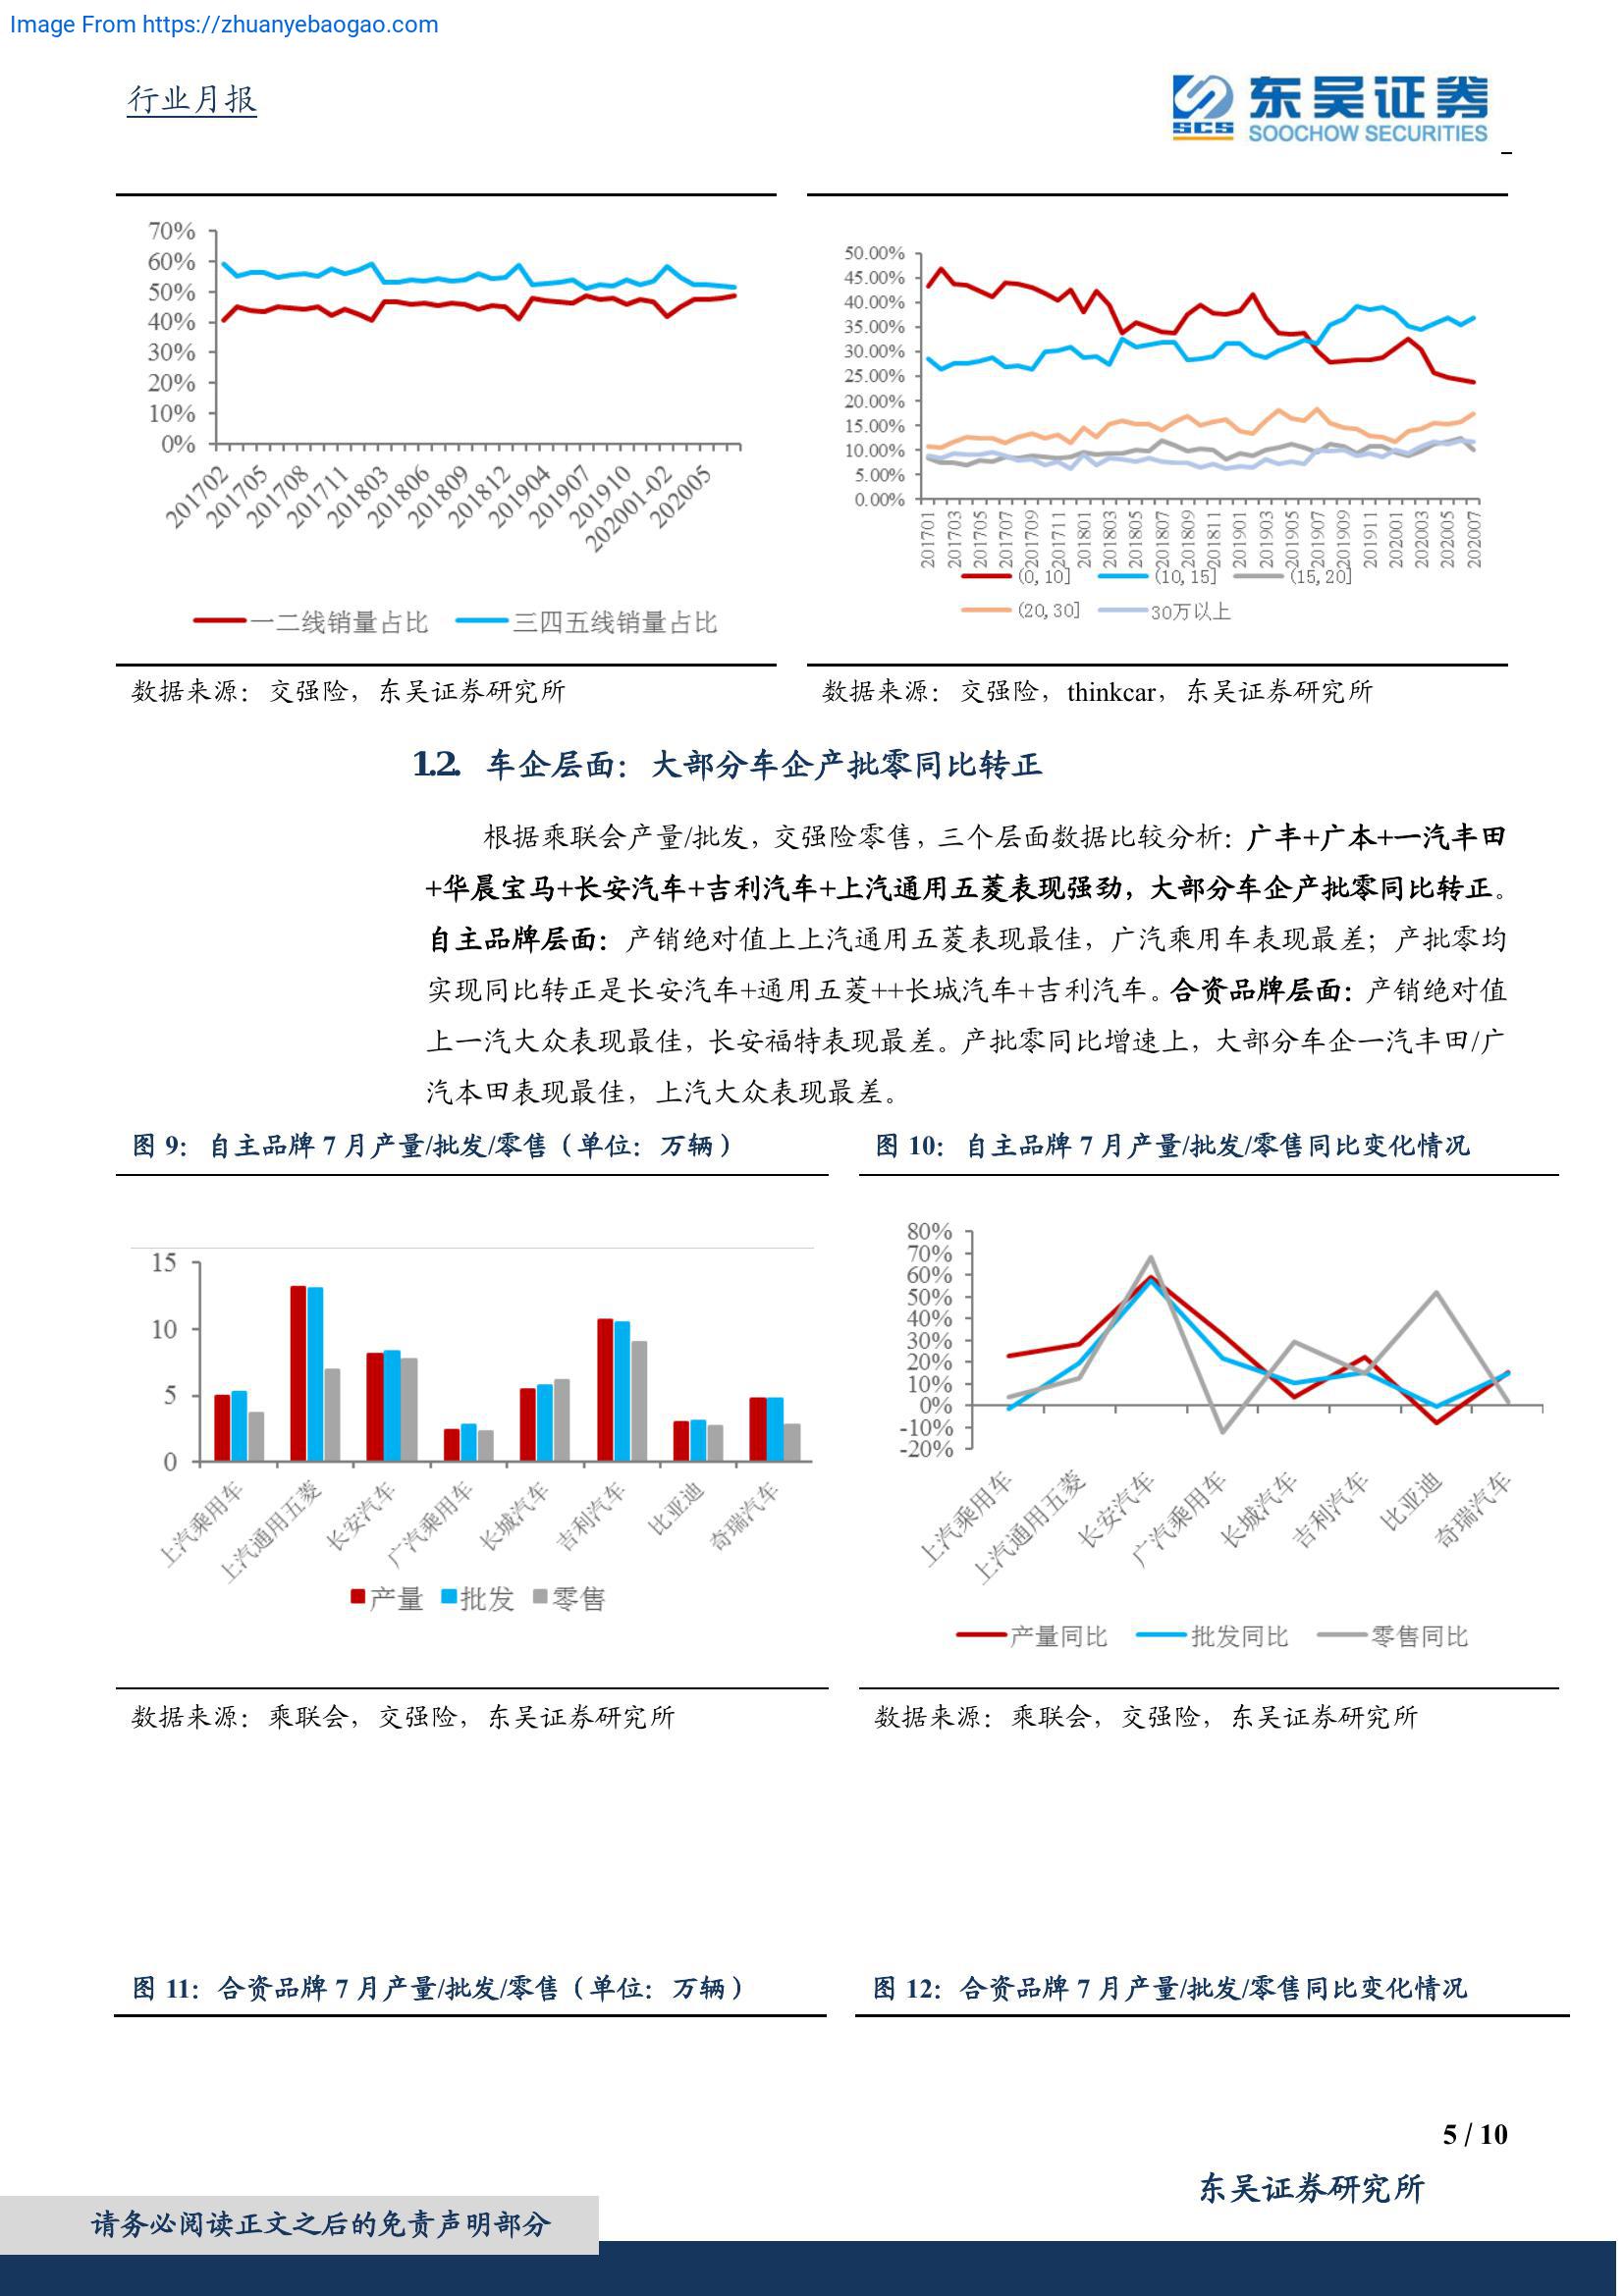 Image From https://zhuanyebaogao.com
行业月报
东吴证券
SCS
SOOCHOW SECURITIES
70%
60%
50%
40%
30%
20%
10%
0%
201702
201705
201708
201711
201803
201806
201809
201812
201904
201907
201910
202001-02
202005
一二线销量占比
三四五线销量占比
50.00%
45.00%
40.00%
35.00%
30.00%
25.00%
20.00%
15.00%
10.00%
5.00%
0.00%
201701
201703
201705
201707
201709
201711
201801
201803
201805
201807
201809
201811
201901
201903
201905
201907
201909
201911
202001
202003
202005
202007
(0,10]
(10,15]
(15,20]
(20,30]
30万以上
数据来源：交强险，东吴证券研究所
数据来源：交强险，thinkcar，东吴证券研究所
1.2. 车企层面：大部分车企产批零同比转正
根据乘联会产量/批发，交强险零售，三个层面数据比较分析：广丰+广本+一汽丰田
+华晨宝马+长安汽车+吉利汽车+上汽通用五菱表现强劲，大部分车企产批零同比转正。
自主品牌层面：产销绝对值上上汽通用五菱表现最佳，广汽乘用车表现最差；产批零均
实现同比转正是长安汽车+通用五菱++长城汽车+吉利汽车。合资品牌层面：产销绝对值
上一汽大众表现最佳，长安福特表现最差。产批零同比增速上，大部分车企一汽丰田/广
汽本田表现最佳，上汽大众表现最差。
图 9：自主品牌 7 月产量/批发/零售（单位：万辆）
图 10：自主品牌 7 月产量/批发/零售同比变化情况
15
10
5
0
上汽乘用车
上汽通用五菱
长安汽车
广汽乘用车
长城汽车
吉利汽车
比亚迪
奇瑞汽车
产量
批发
零售
80%
70%
60%
50%
40%
30%
20%
10%
0%
-10%
-20%
上汽乘用车
上汽通用五菱
长安汽车
广汽乘用车
长城汽车
吉利汽车
比亚迪
奇瑞汽车
产量同比
批发同比
零售同比
数据来源：乘联会，交强险，东吴证券研究所
数据来源：乘联会，交强险，东吴证券研究所
图 11：合资品牌 7 月产量/批发/零售（单位：万辆）
图 12：合资品牌 7 月产量/批发/零售同比变化情况
5 / 10
东吴证券研究所
请务必阅读正文之后的免责声明部分